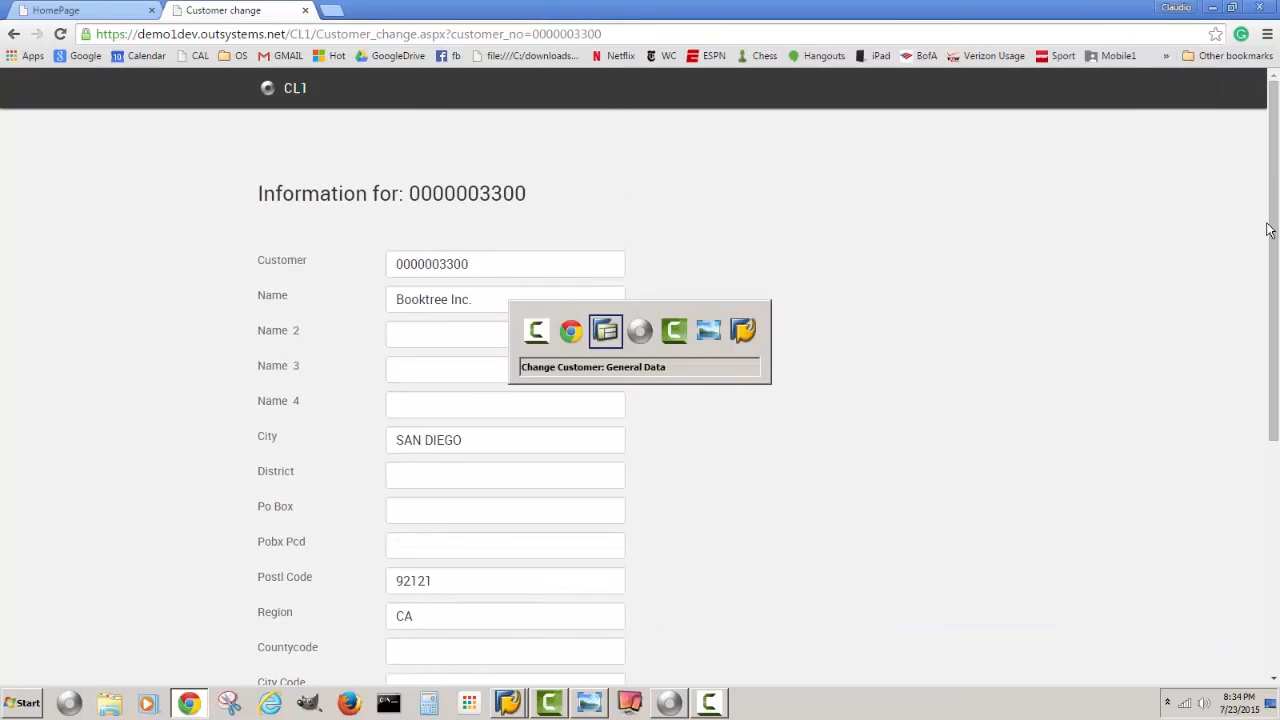 HomePage
Customer change
Claudio
https://demo1dev.outsystems.net/CL1/Customer_change.aspx?customer_no=0000003300
Apps Google Calendar CAL OS GMAIL Hot GoogleDrive fb file:///C:/downloads... Netflix WC ESPN Chess Hangouts iPad BofA Verizon Usage Sport Mobile1 » Other bookmarks
CL1
Information for: 0000003300
Customer 0000003300
Name Booktree Inc.
Name 2
Name 3
Change Customer: General Data
Name 4
City SAN DIEGO
District
Po Box
Pobx Pcd
Postl Code 92121
Region CA
Countycode
City Code
Start
8:34 PM
7/23/2015